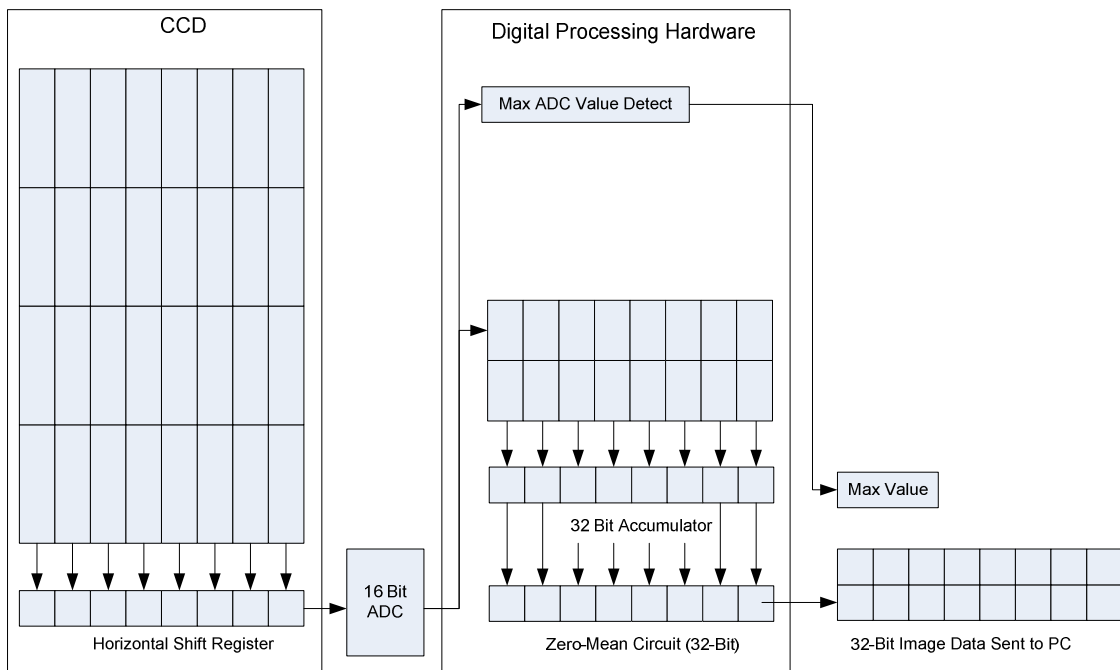 CCD
Digital Processing Hardware
Max ADC Value Detect
Max Value
32 Bit Accumulator
16 Bit
ADC
Horizontal Shift Register
Zero-Mean Circuit (32-Bit)
32-Bit Image Data Sent to PC